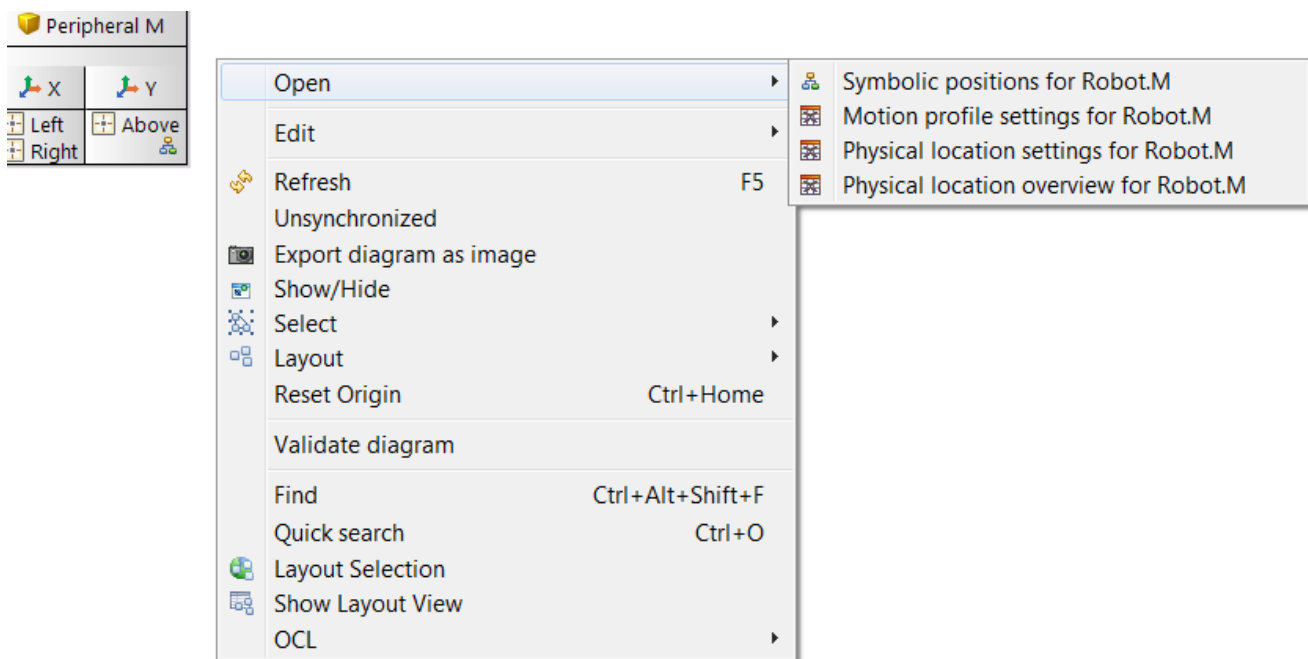 Peripheral M
X Y
Left Above
Right
Open
Edit
Refresh F5
Unsynchronized
Export diagram as image
Show/Hide
Select
Layout
Reset Origin Ctrl+Home
Validate diagram
Find Ctrl+Alt+Shift+F
Quick search Ctrl+O
Layout Selection
Show Layout View
OCL
Symbolic positions for Robot.M
Motion profile settings for Robot.M
Physical location settings for Robot.M
Physical location overview for Robot.M